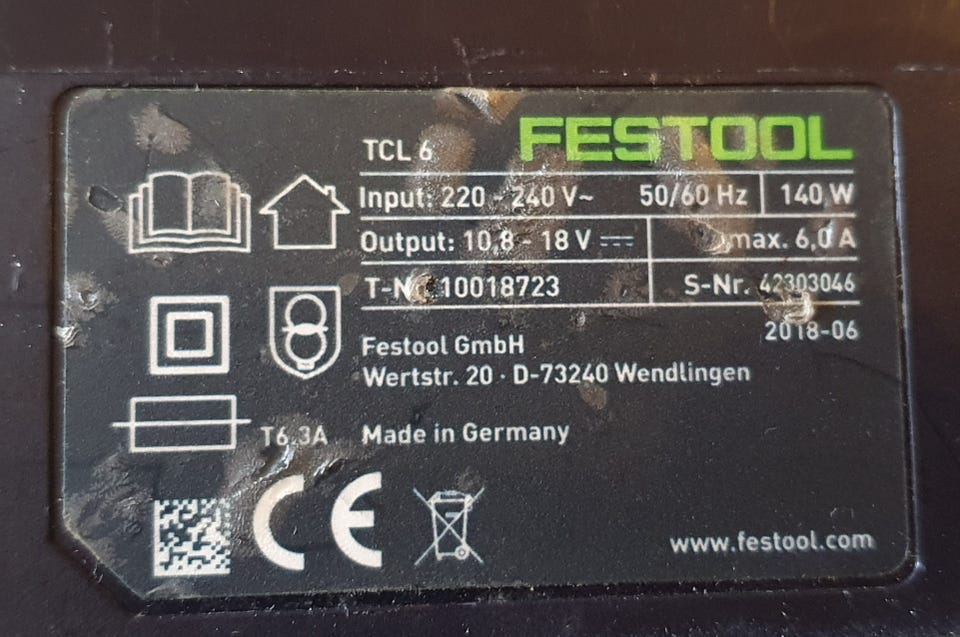 TCL 6 FESTOOL
Input: 220 - 240 V~ 50/60 Hz 140 W
Output: 10,8 - 18 V max. 6,0 A
T-Nr. 10018723 S-Nr. 42303046
2018-06
Festool GmbH
Wertstr. 20 · D-73240 Wendlingen
T6.3A Made in Germany
CE
www.festool.com